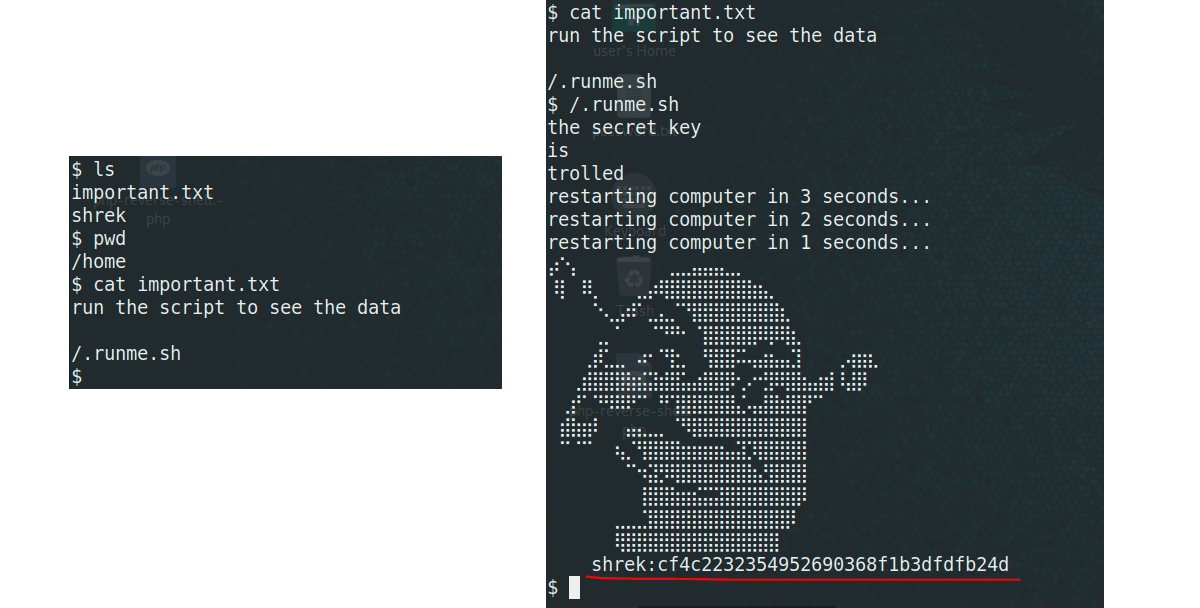 $ ls
important.txt
shrek
$ pwd
/home
$ cat important.txt
run the script to see the data
/.runme.sh
$
$ cat important.txt
run the script to see the data
/.runme.sh
$ /.runme.sh
the secret key
is
trolled
restarting computer in 3 seconds...
restarting computer in 2 seconds...
restarting computer in 1 seconds...
shrek:cf4c2232354952690368f1b3dfdfb24d
$